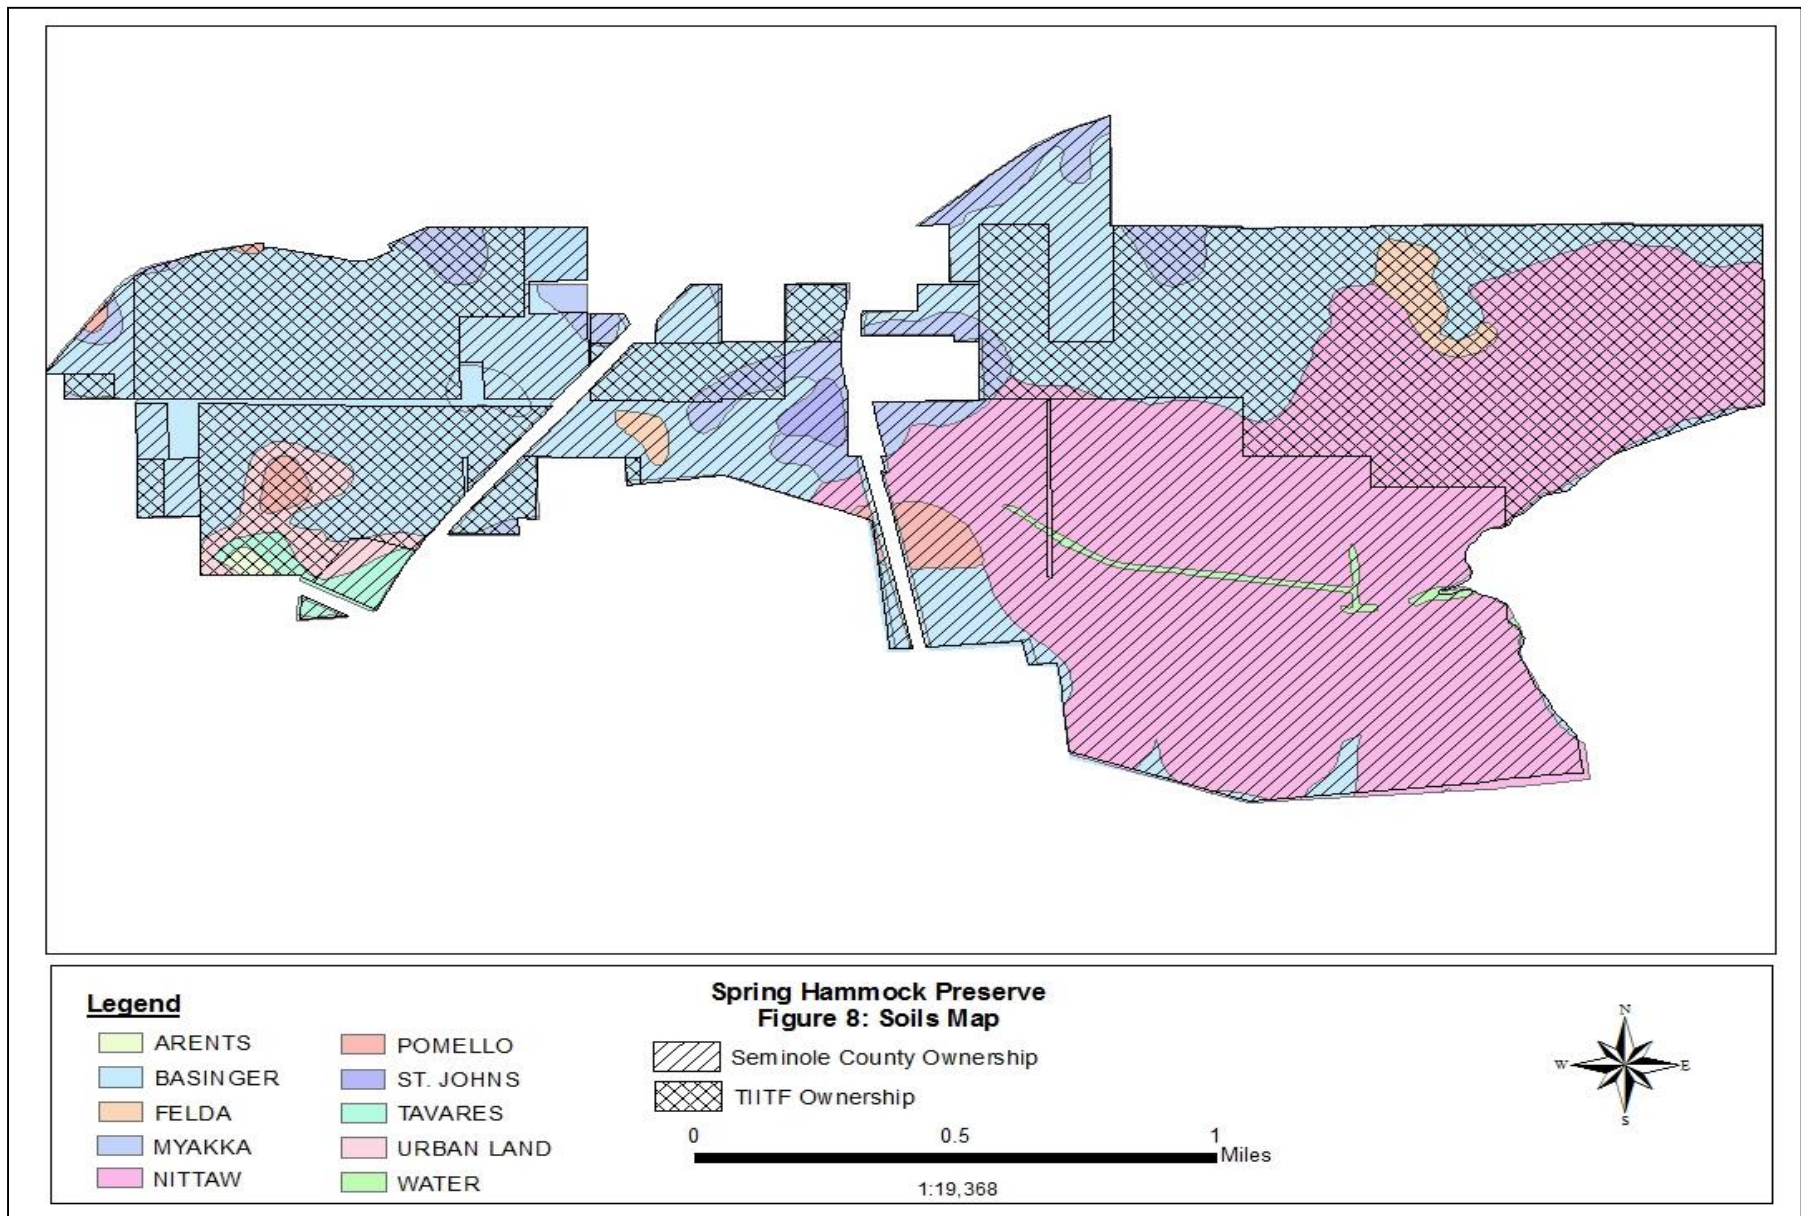 Legend
ARENTS
BASINGER
FELDA
MYAKKA
NITTAW
POMELLO
ST. JOHNS
TAVARES
URBAN LAND
WATER
Spring Hammock Preserve
Figure 8: Soils Map
Seminole County Ownership
TIITF Ownership
0 0.5 1
Miles
1:19,368
N
W E
S